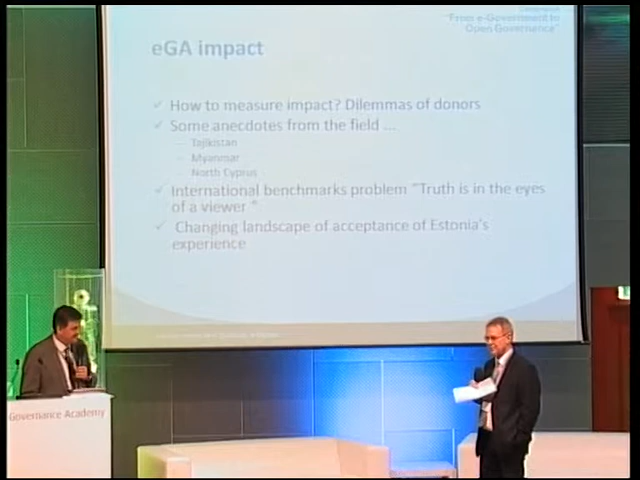 "From e-Government to
Open Governance"
eGA impact
✓ How to measure impact? Dilemmas of donors
✓ Some anecdotes from the field ...
– Tajikistan
– Myanmar
– North Cyprus
✓ International benchmarks problem "Truth is in the eyes
of a viewer "
✓ Changing landscape of acceptance of Estonia's
experience
Governance Academy